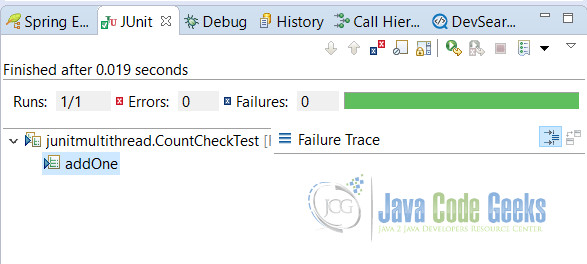 Spring E... JUnit Debug History Call Hier... DevSear...
Finished after 0.019 seconds
Runs: 1/1 Errors: 0 Failures: 0
junitmultithread.CountCheckTest [ Failure Trace
addOne
JCG Java Code Geeks
JAVA 2 JAVA DEVELOPERS RESOURCE CENTER